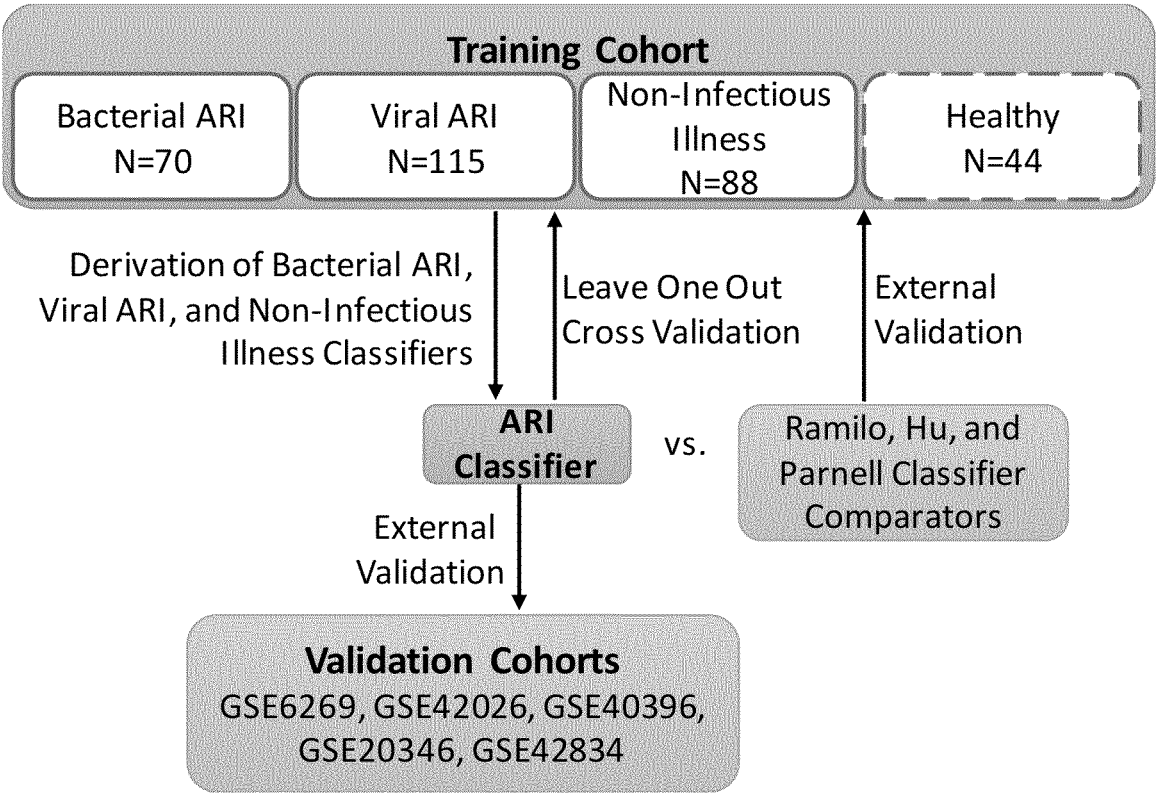 Training Cohort
Bacterial ARI
N=70
Viral ARI
N=115
Non-Infectious
Illness
N=88
Healthy
N=44
Derivation of Bacterial ARI,
Viral ARI, and Non-Infectious
Illness Classifiers
Leave One Out
Cross Validation
External
Validation
ARI
Classifier
vs.
Ramilo, Hu, and
Parnell Classifier
Comparators
External
Validation
Validation Cohorts
GSE6269, GSE42026, GSE40396,
GSE20346, GSE42834